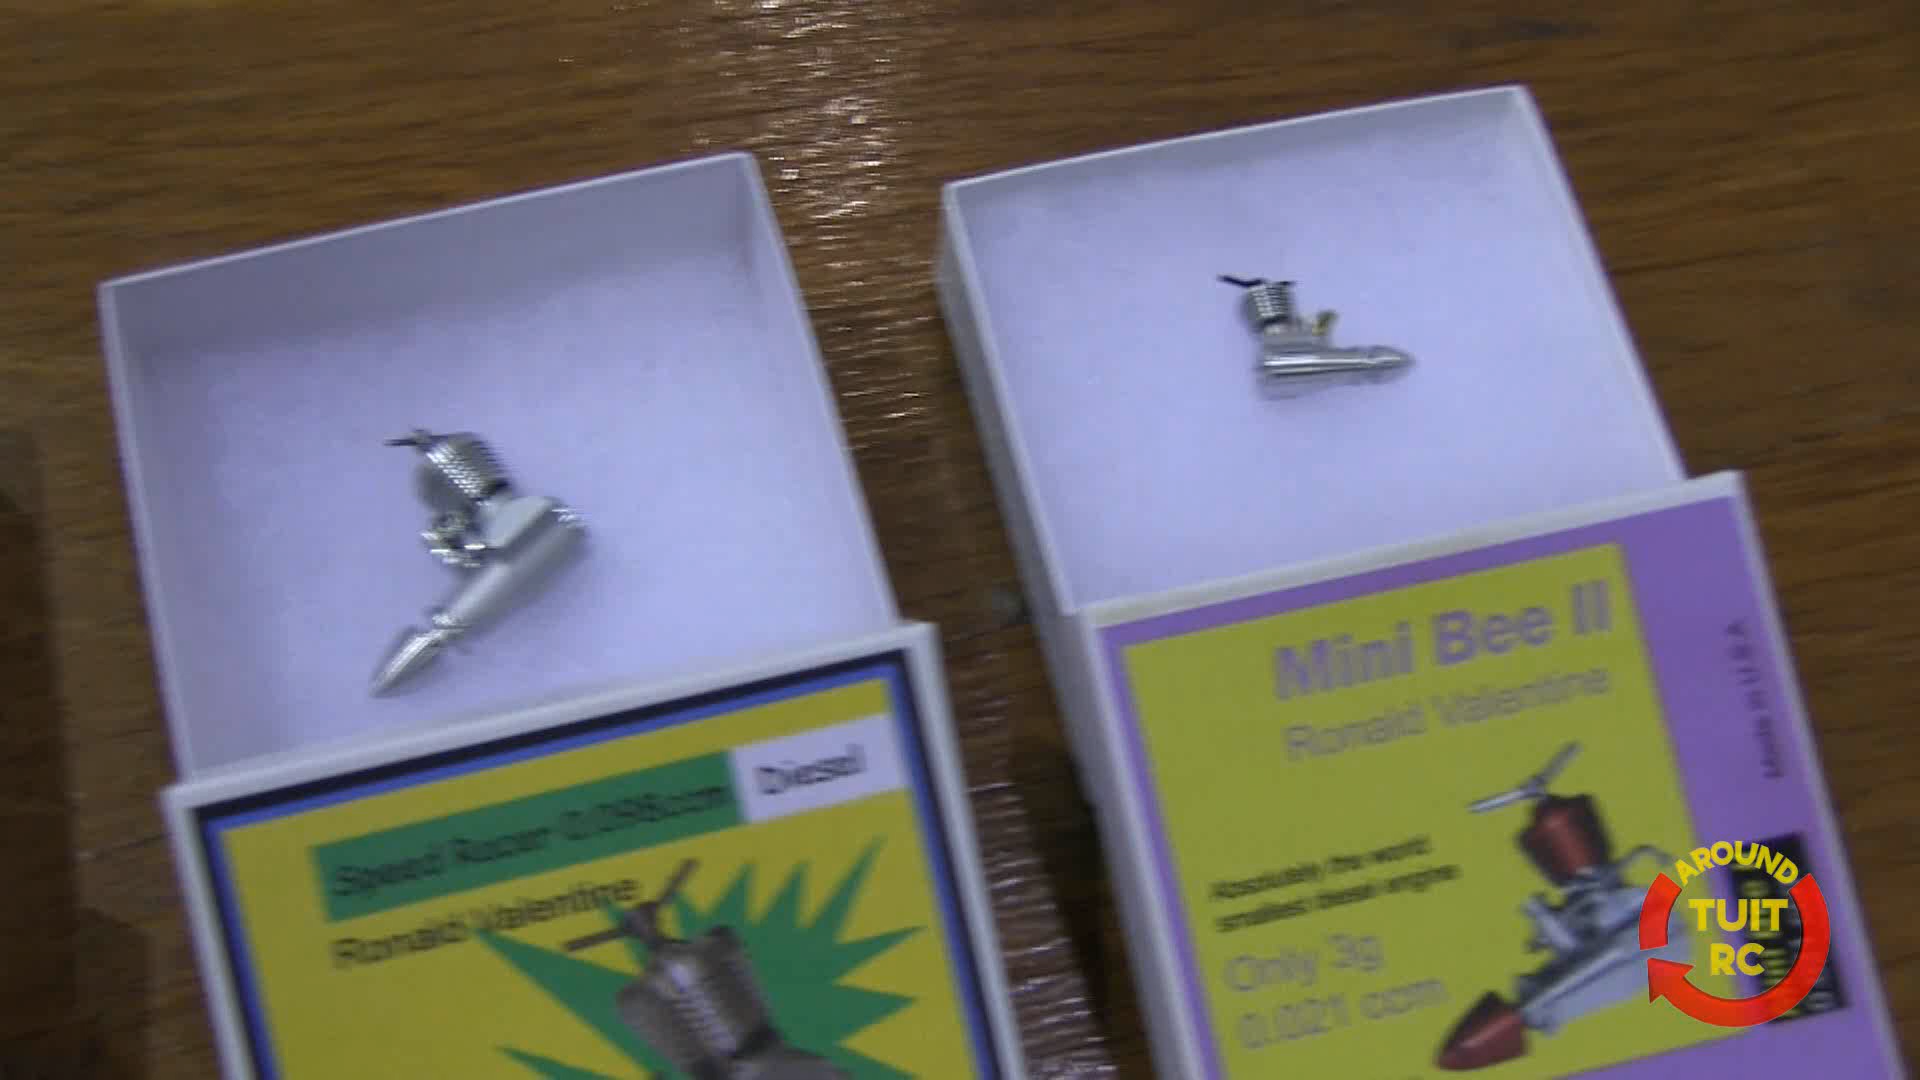 Speed Racer 0.098ccm
Diesel
Ronald Valentine
Mini Bee II
Ronald Valentine
Absolutely the world
smallest diesel engine
Only 3g
0.021 ccm
Made in U.S.A
AROUND
TUIT
RC